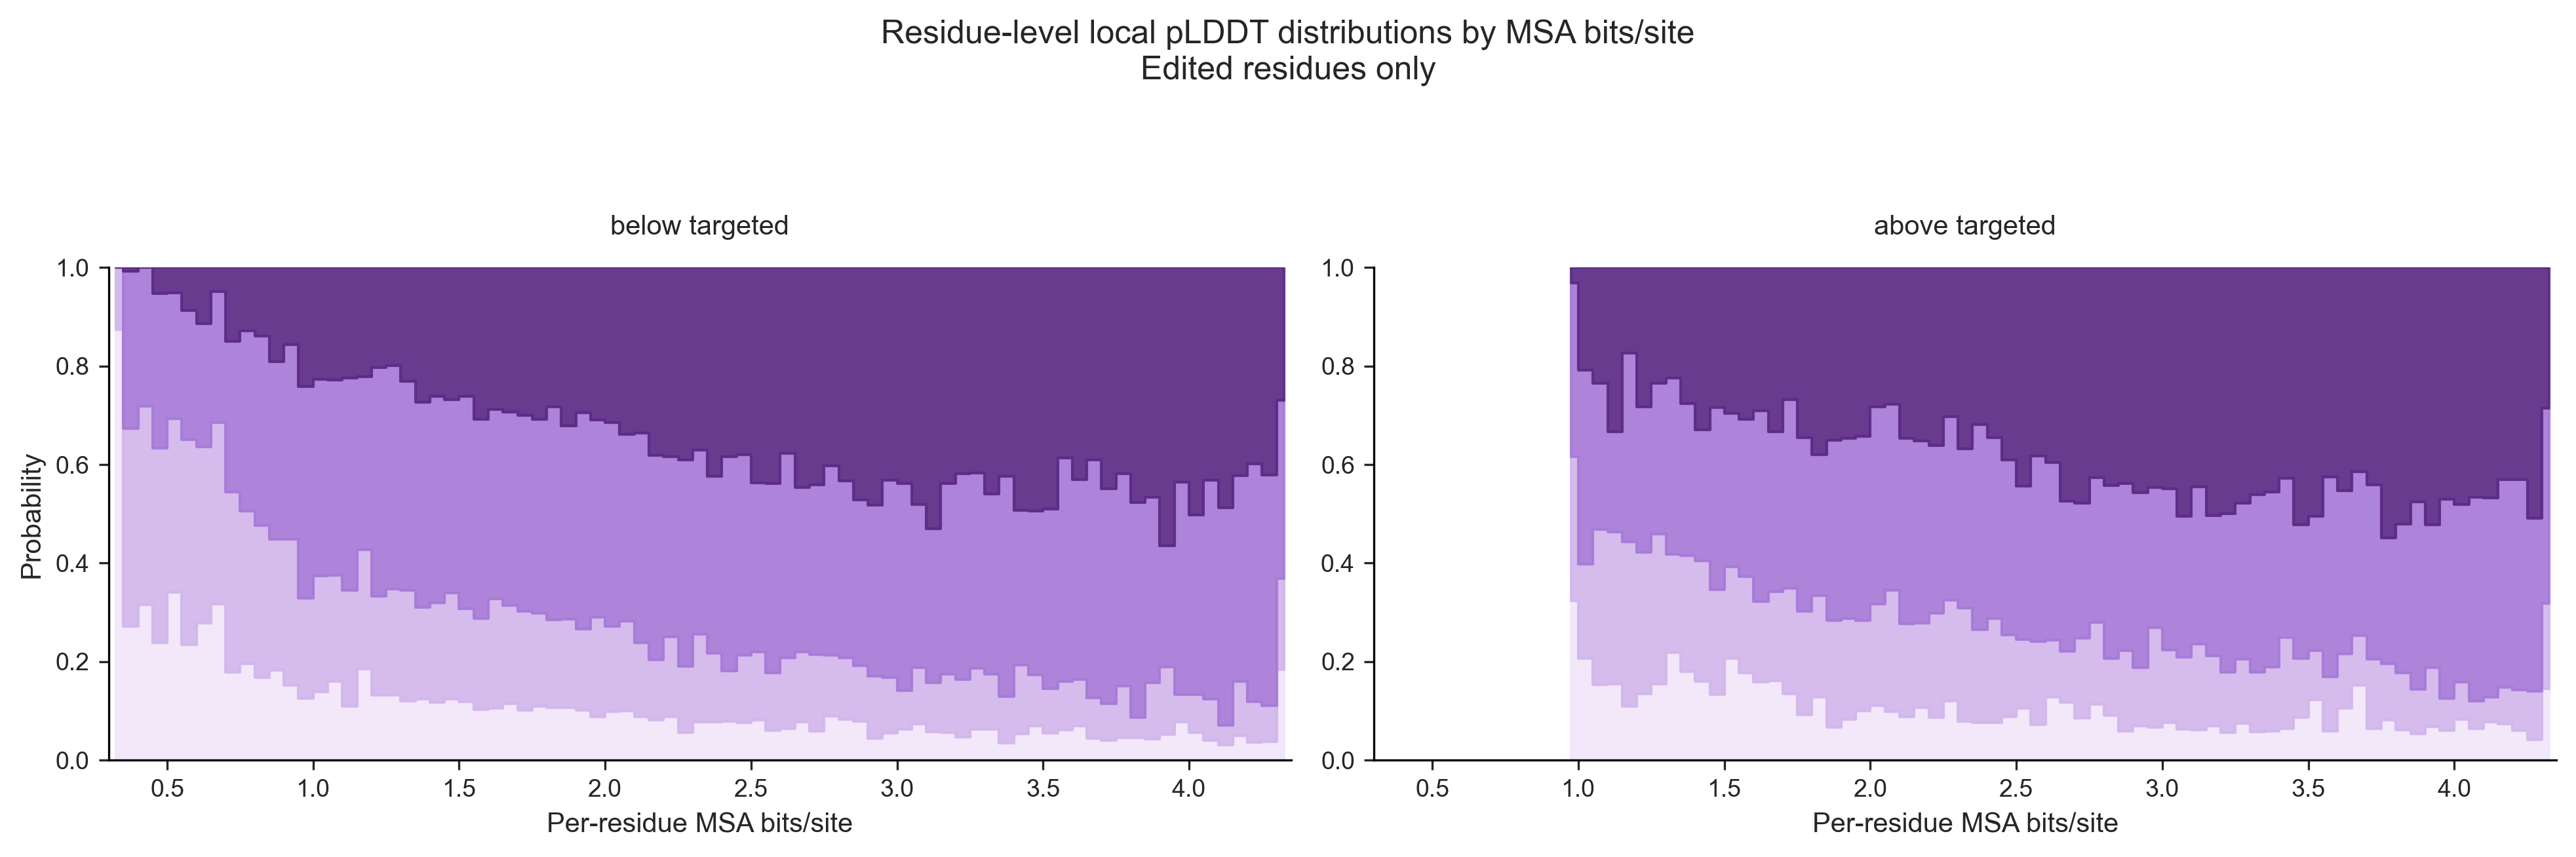 Residue-level local pLDDT distributions by MSA bits/site
Edited residues only
below targeted
above targeted
1.0
0.8
0.6
0.4
0.2
0.0
Probability
0.5 1.0 1.5 2.0 2.5 3.0 3.5 4.0
Per-residue MSA bits/site
1.0
0.8
0.6
0.4
0.2
0.0
0.5 1.0 1.5 2.0 2.5 3.0 3.5 4.0
Per-residue MSA bits/site